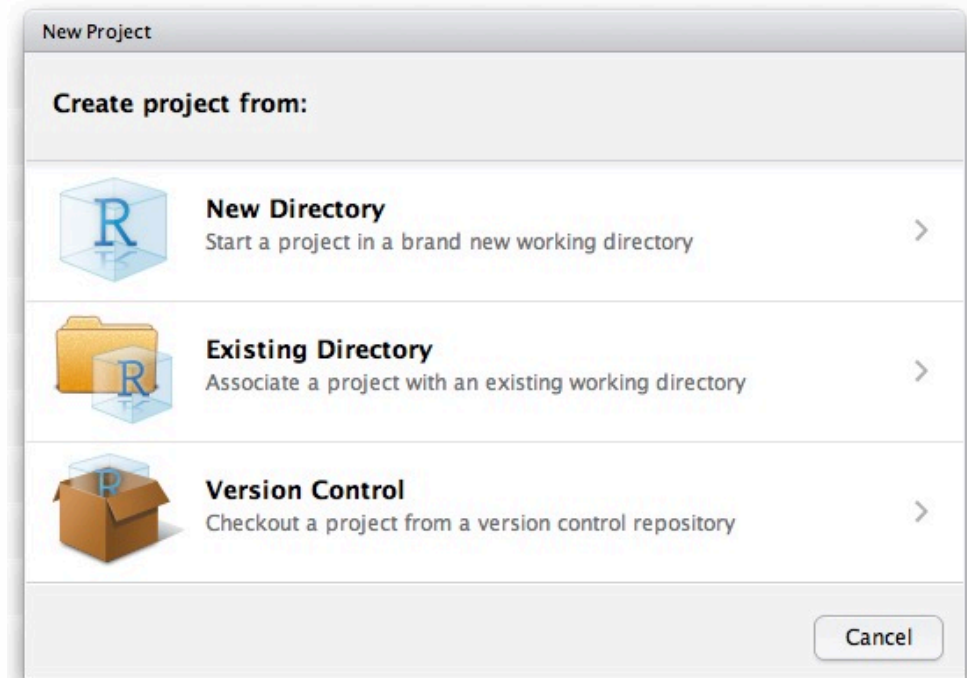 New Project
Create project from:
R
New Directory
Start a project in a brand new working directory
R
Existing Directory
Associate a project with an existing working directory
R
Version Control
Checkout a project from a version control repository
Cancel